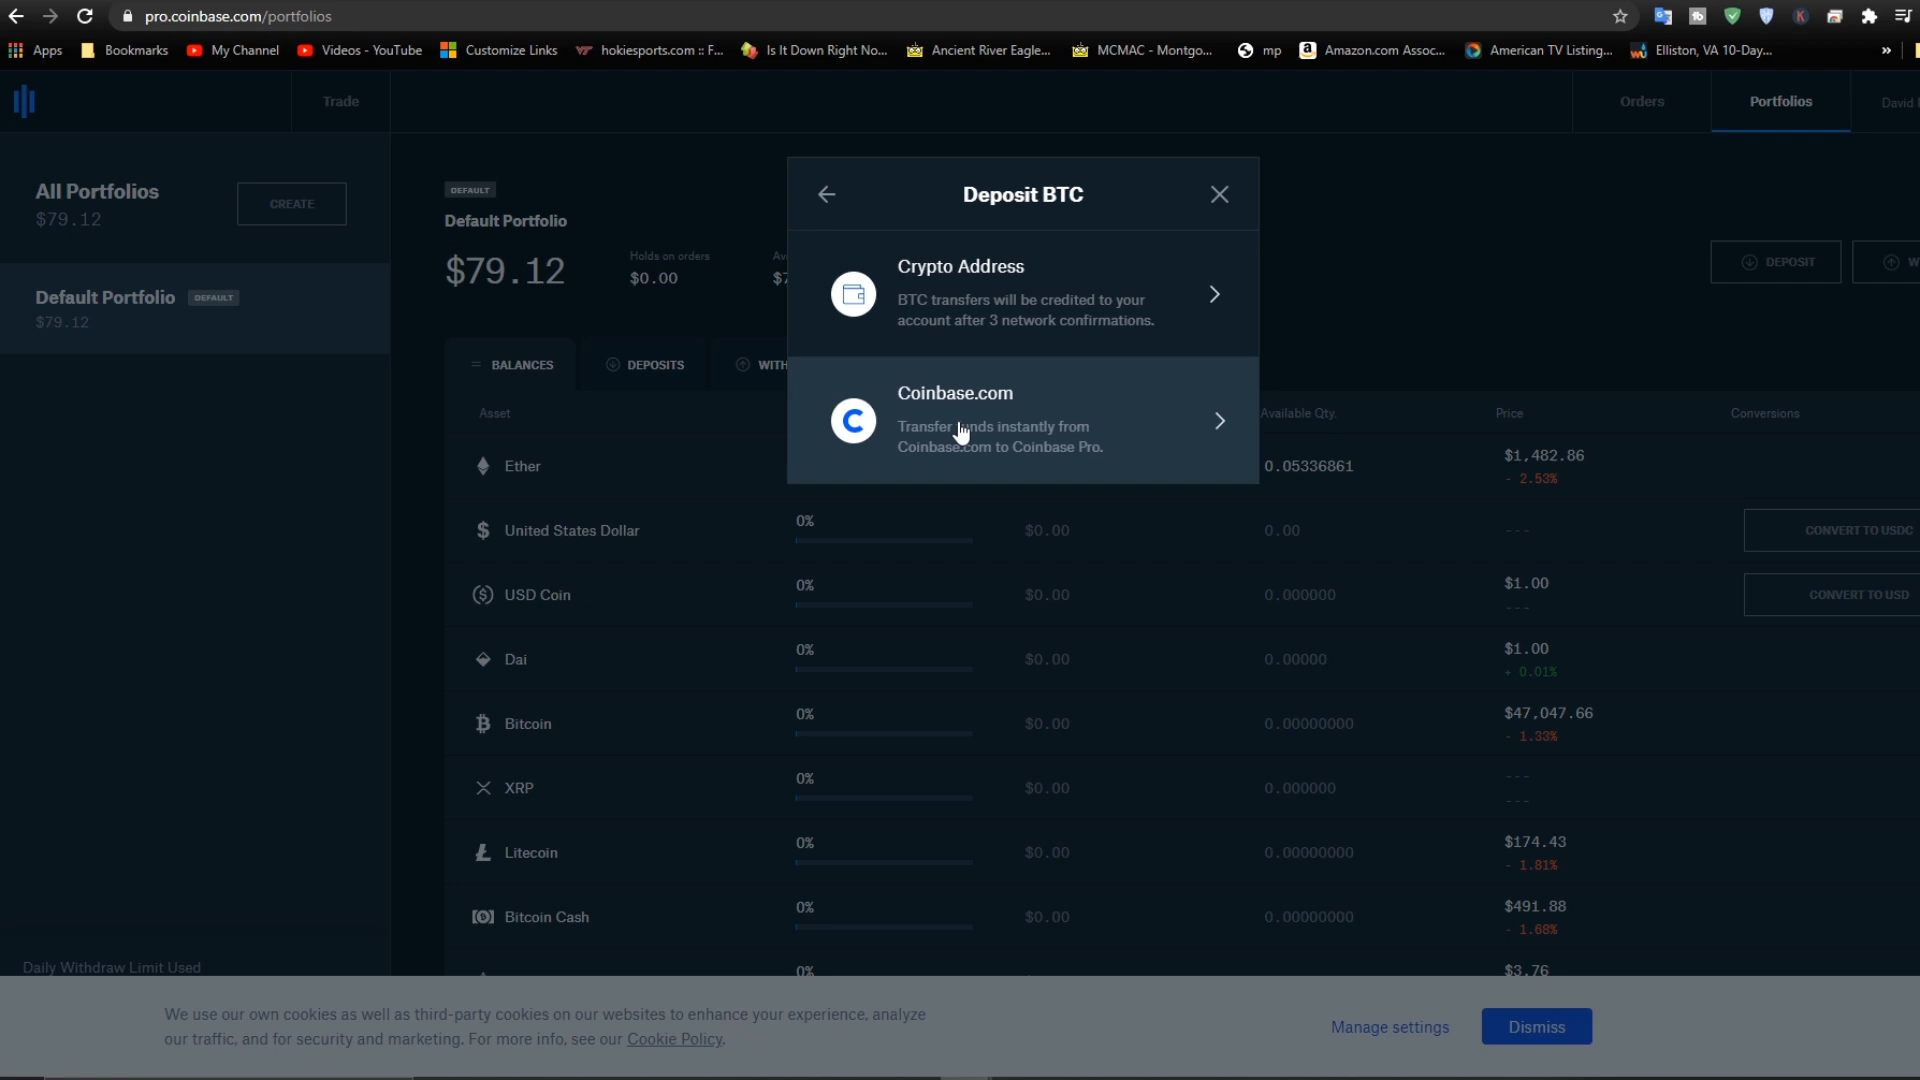 pro.coinbase.com/portfolios
Apps Bookmarks My Channel Videos - YouTube Customize Links hokiesports.com :: F... Is It Down Right No... Ancient River Eagle... MCMAC - Montgo... mp Amazon.com Assoc... American TV Listing... Elliston, VA 10-Day... »
Trade Orders Portfolios David
All Portfolios
$79.12
CREATE
Default Portfolio DEFAULT
$79.12
DEFAULT
Default Portfolio
$79.12
Holds on orders
$0.00
DEPOSIT
BALANCES DEPOSITS WITH
Deposit BTC
Crypto Address
BTC transfers will be credited to your
account after 3 network confirmations.
Coinbase.com
Transfer funds instantly from
Coinbase.com to Coinbase Pro.
Asset Available Qty. Price Conversions
Ether 0.05336861 $1,482.86
- 2.53%
United States Dollar 0% $0.00 0.00 --- CONVERT TO USDC
USD Coin 0% $0.00 0.000000 $1.00 CONVERT TO USD
---
Dai 0% $0.00 0.00000 $1.00
+ 0.01%
Bitcoin 0% $0.00 0.00000000 $47,047.66
- 1.33%
XRP 0% $0.00 0.000000 ---
---
Litecoin 0% $0.00 0.00000000 $174.43
- 1.81%
Bitcoin Cash 0% $0.00 0.00000000 $491.88
- 1.68%
0% $3.76
Daily Withdraw Limit Used
We use our own cookies as well as third-party cookies on our websites to enhance your experience, analyze
our traffic, and for security and marketing. For more info, see our Cookie Policy.
Manage settings Dismiss